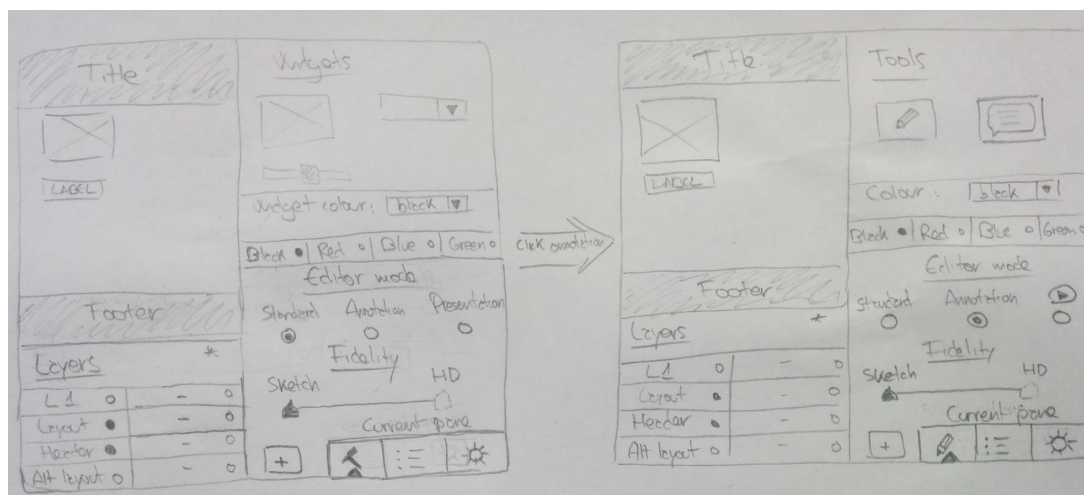 Title
Widgets
LABEL
Widget colour: black
Black Red Blue Green
Editor mode
Footer
Standard Annotation Presentation
Layers *
Fidelity
L1 -
Sketch HD
Layout -
Current pane
Header -
Alt layout -
+
Click annotation
Title
Tools
LABEL
Colour: black
Black Red Blue Green
Editor mode
Footer
Standard Annotation
Layers *
Fidelity
L1 -
Sketch HD
Layout -
Current pane
Header -
Alt layout -
+